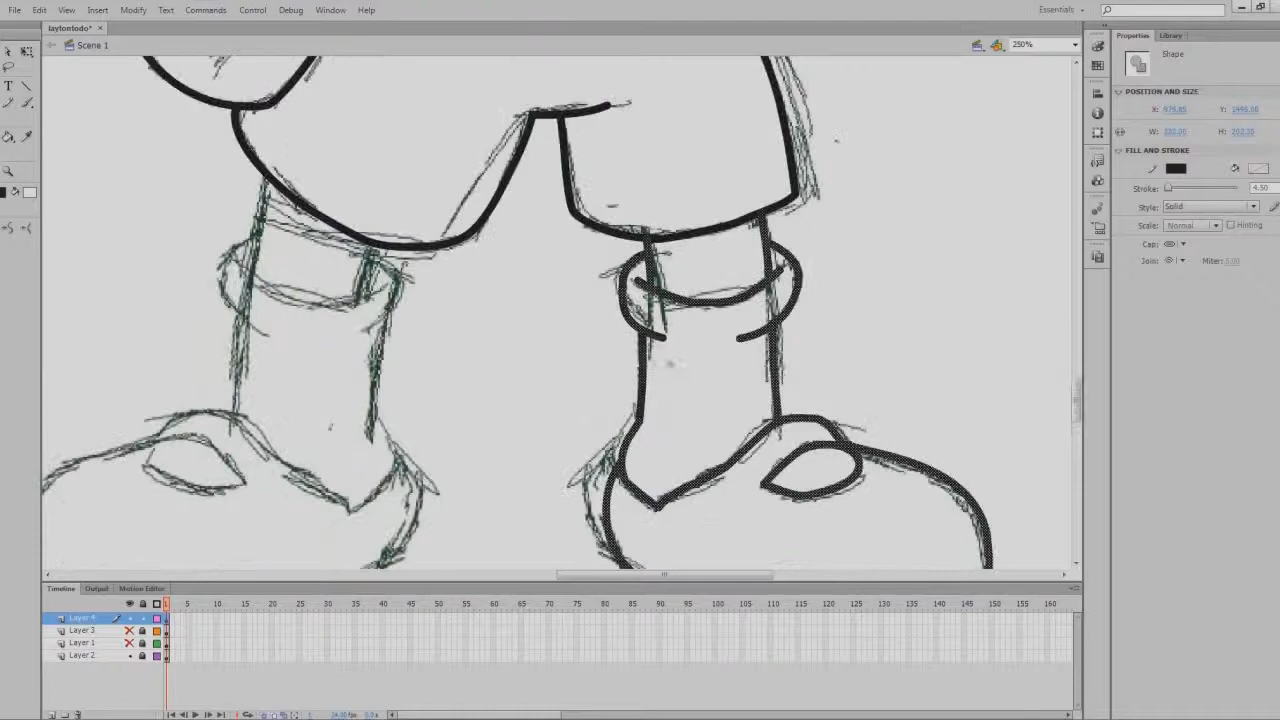 File Edit View Insert Modify Text Commands Control Debug Window Help
Essentials
laytontodo* ×
Scene 1
250%
Properties Library
Shape
POSITION AND SIZE
Y:
W: H:
FILL AND STROKE
Stroke: 4.50
Style: Solid
Scale: Normal Hinting
Cap:
Join: Miter:
Timeline Output Motion Editor
5 10 15 20 25 30 35 40 45 50 55 60 65 70 75 80 85 90 95 100 105 110 115 120 125 130 135 140 145 150 155 160
Layer 4
Layer 3
Layer 1
Layer 2